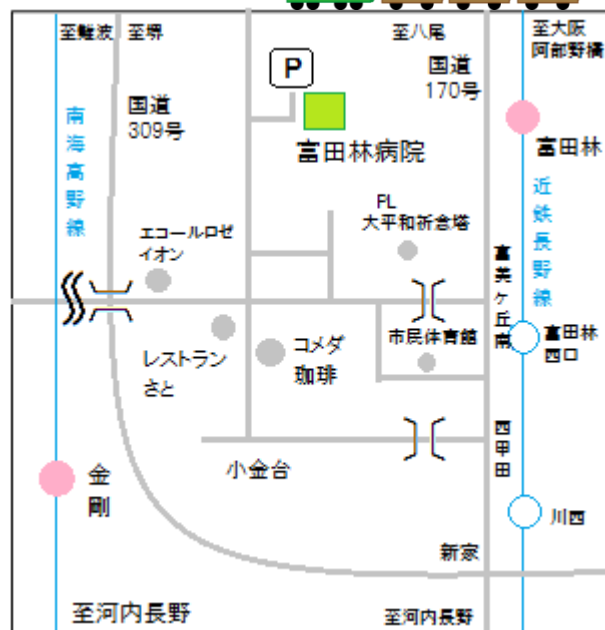 至難波
至堺
至八尾
至大阪
阿部野橋
P
国道
170号
国道
309号
南海高野線
富田林病院
富田林
近鉄長野線
PL
大平和祈念塔
エコールロゼ
イオン
富美ケ丘南
レストラン
さと
コメダ
珈琲
市民体育館
富田林
西口
西甲田
小金台
金剛
川西
新家
至河内長野
至河内長野